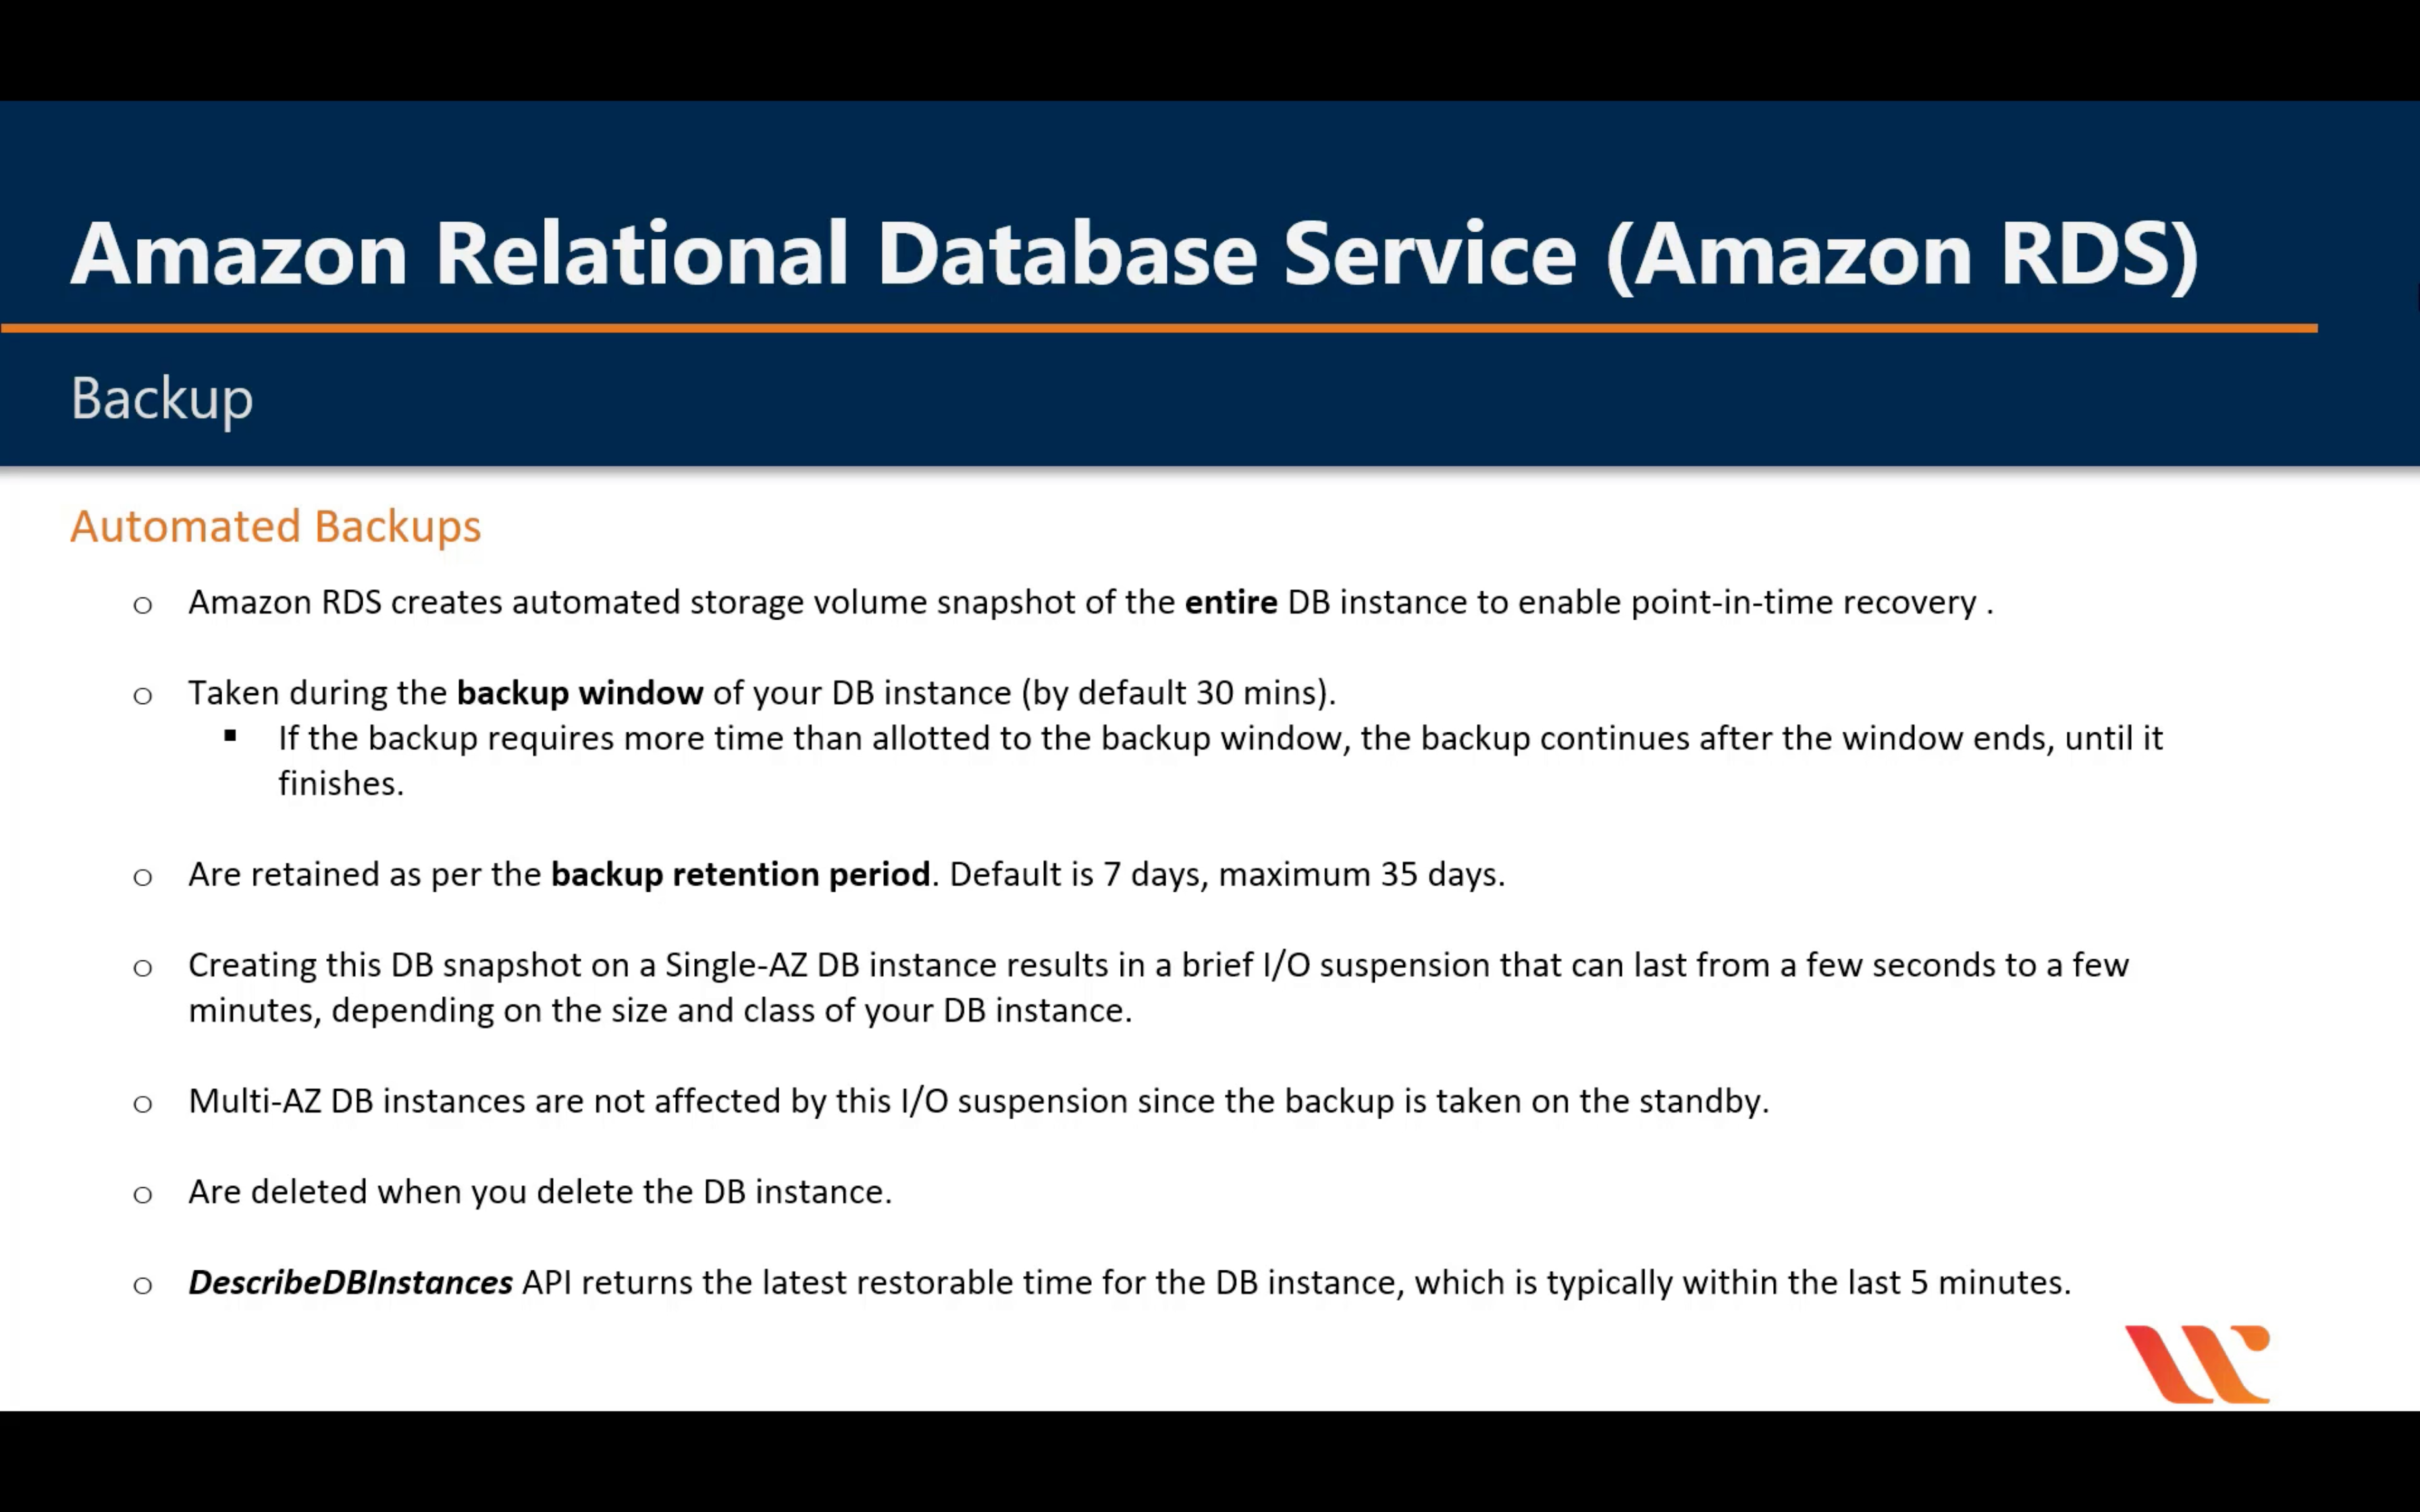 Amazon Relational Database Service (Amazon RDS)
Backup
Automated Backups
o Amazon RDS creates automated storage volume snapshot of the entire DB instance to enable point-in-time recovery .
o Taken during the backup window of your DB instance (by default 30 mins).
▪ If the backup requires more time than allotted to the backup window, the backup continues after the window ends, until it
finishes.
o Are retained as per the backup retention period. Default is 7 days, maximum 35 days.
o Creating this DB snapshot on a Single-AZ DB instance results in a brief I/O suspension that can last from a few seconds to a few
minutes, depending on the size and class of your DB instance.
o Multi-AZ DB instances are not affected by this I/O suspension since the backup is taken on the standby.
o Are deleted when you delete the DB instance.
o DescribeDBInstances API returns the latest restorable time for the DB instance, which is typically within the last 5 minutes.